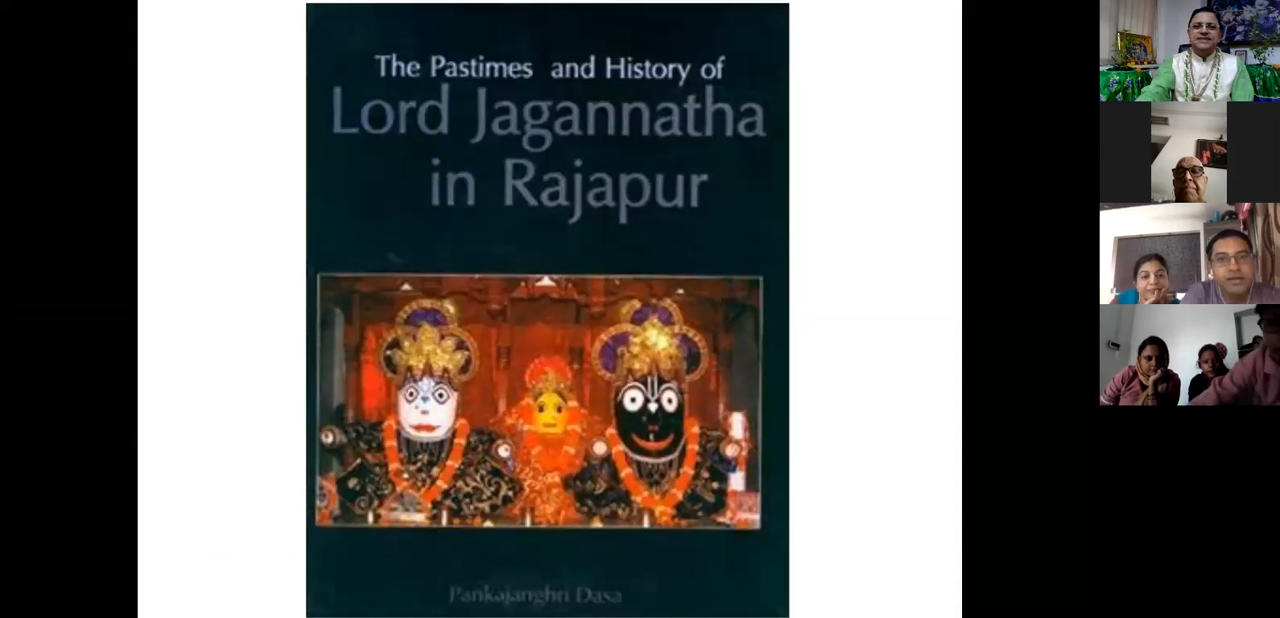 The Pastimes and History of
Lord Jagannatha
in Rajapur
Pankajanghri Dasa